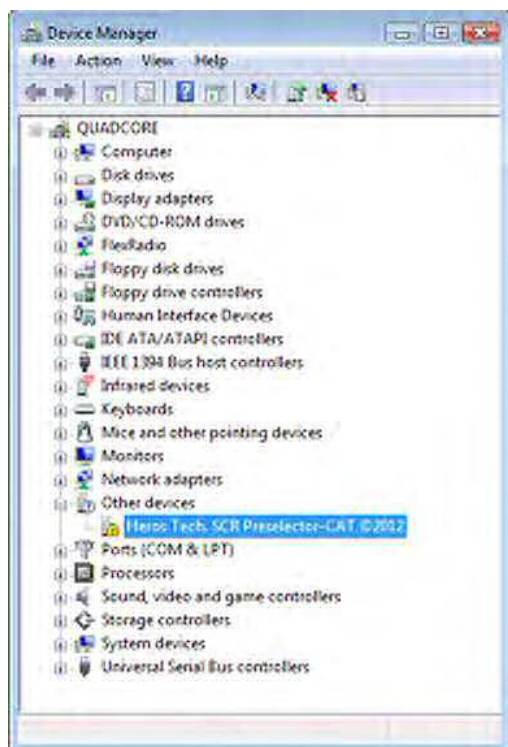 Device Manager
File Action View Help
QUADCORE
Computer
Disk drives
Display adapters
DVD/CD-ROM drives
FlexRadio
Floppy disk drives
Floppy drive controllers
Human Interface Devices
IDE ATA/ATAPI controllers
IEEE 1394 Bus host controllers
Infrared devices
Keyboards
Mice and other pointing devices
Monitors
Network adapters
Other devices
Heros Tech. SCR Preselector-CAT ©2012
Ports (COM & LPT)
Processors
Sound, video and game controllers
Storage controllers
System devices
Universal Serial Bus controllers